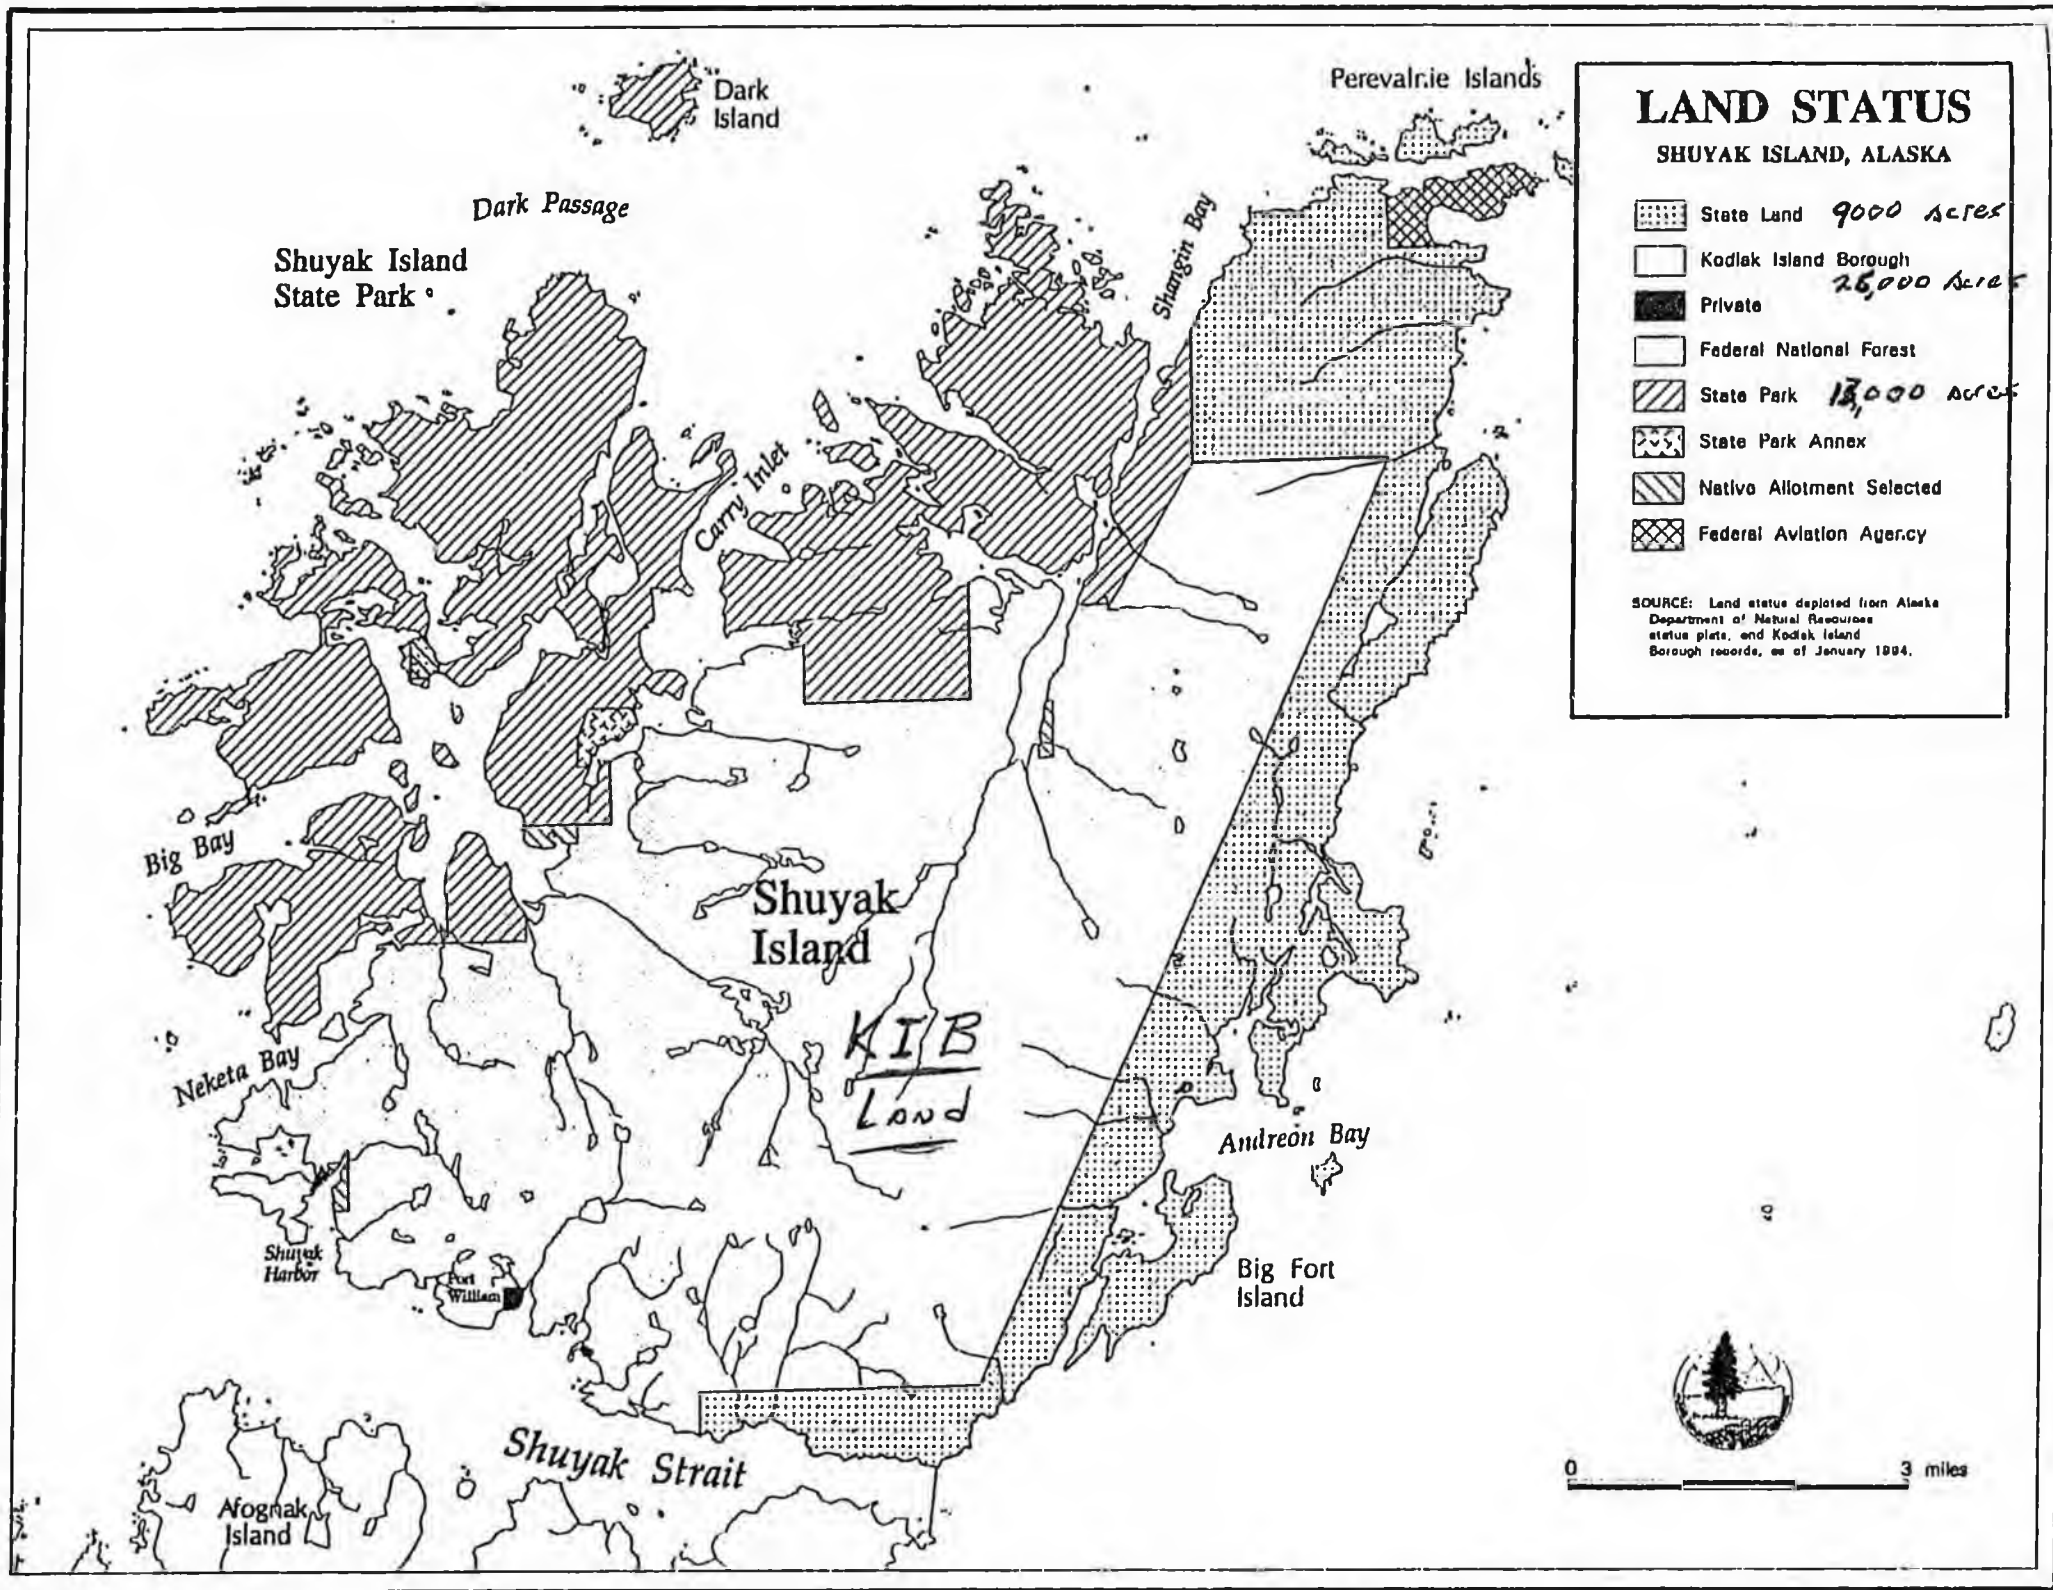 Dark
Island
Perevalnie Islands
Dark Passage
Shuyak Island
State Park
Shangin Bay
Carry Inlet
Big Bay
Shuyak
Island
KIB
Land
Neketa Bay
Andreon Bay
Shuyak
Harbor
Port
William
Big Fort
Island
Shuyak Strait
Afognak
Island
LAND STATUS
SHUYAK ISLAND, ALASKA
State Land 9000 Acres
Kodiak Island Borough
Acres
Private
Federal National Forest
State Park Acres
State Park Annex
Native Allotment Selected
Federal Aviation Agency
SOURCE: Land status depicted from Alaska
Department of Natural Resources
status plats, and Kodiak Island
Borough records, as of January 1994.
0 3 miles